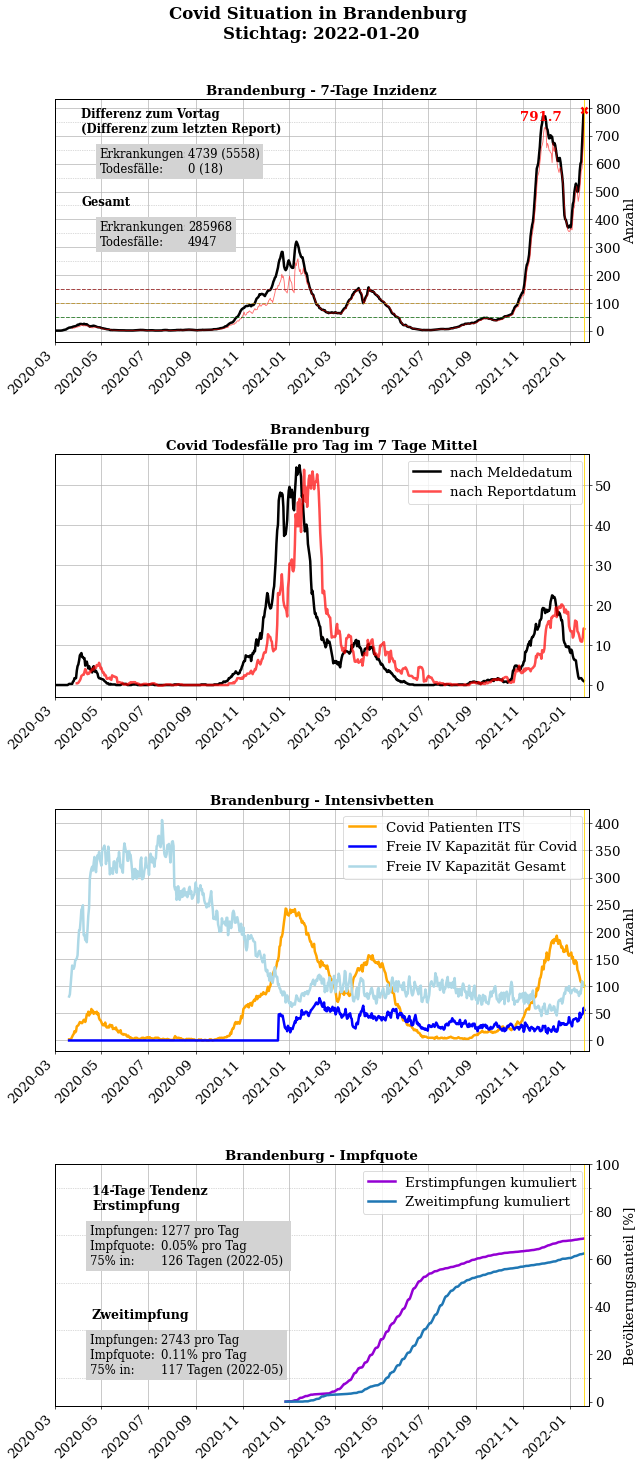 Covid Situation in Brandenburg
Stichtag: 2022-01-20
Brandenburg - 7-Tage Inzidenz
Differenz zum Vortag
(Differenz zum letzten Report)
Erkrankungen 4739 (5558)
Todesfälle: 0 (18)
Gesamt
Erkrankungen 285968
Todesfälle: 4947
791.7
800
700
600
500
400
300
200
100
0
Anzahl
2020-03
2020-05
2020-07
2020-09
2020-11
2021-01
2021-03
2021-05
2021-07
2021-09
2021-11
2022-01
Brandenburg
Covid Todesfälle pro Tag im 7 Tage Mittel
nach Meldedatum
nach Reportdatum
50
40
30
20
10
0
2020-03
2020-05
2020-07
2020-09
2020-11
2021-01
2021-03
2021-05
2021-07
2021-09
2021-11
2022-01
Brandenburg - Intensivbetten
Covid Patienten ITS
Freie IV Kapazität für Covid
Freie IV Kapazität Gesamt
400
350
300
250
200
150
100
50
0
Anzahl
2020-03
2020-05
2020-07
2020-09
2020-11
2021-01
2021-03
2021-05
2021-07
2021-09
2021-11
2022-01
Brandenburg - Impfquote
14-Tage Tendenz
Erstimpfung
Impfungen: 1277 pro Tag
Impfquote: 0.05% pro Tag
75% in: 126 Tagen (2022-05)
Zweitimpfung
Impfungen: 2743 pro Tag
Impfquote: 0.11% pro Tag
75% in: 117 Tagen (2022-05)
Erstimpfungen kumuliert
Zweitimpfung kumuliert
100
80
60
40
20
0
Bevölkerungsanteil [%]
2020-03
2020-05
2020-07
2020-09
2020-11
2021-01
2021-03
2021-05
2021-07
2021-09
2021-11
2022-01